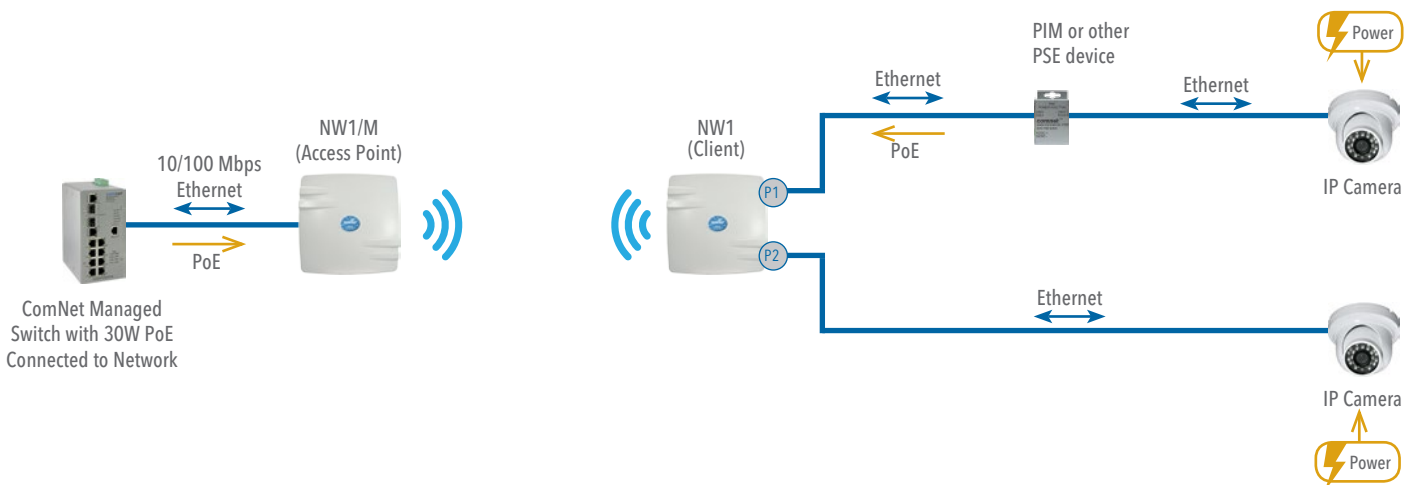 PIM or other
PSE device
Power
Ethernet
Ethernet
PoE
IP Camera
NW1/M
(Access Point)
10/100 Mbps
Ethernet
PoE
NW1
(Client)
P1
P2
ComNet Managed
Switch with 30W PoE
Connected to Network
Ethernet
IP Camera
Power